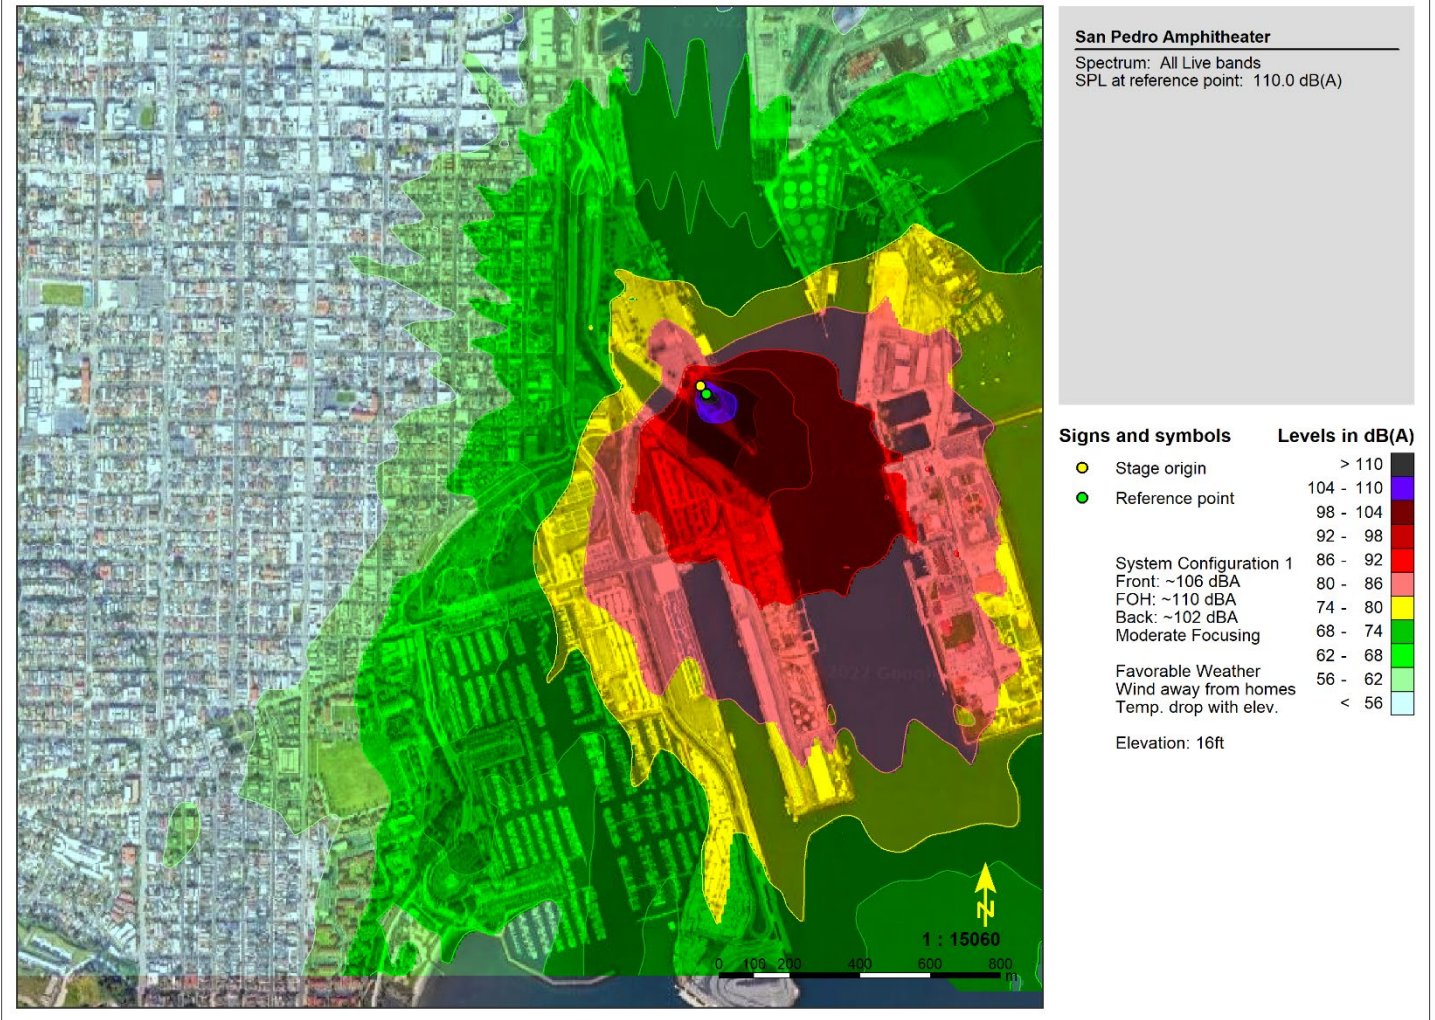 San Pedro Amphitheater
Spectrum: All Live bands
SPL at reference point: 110.0 dB(A)
Signs and symbols
Stage origin
Reference point
System Configuration 1
Front: ~106 dBA
FOH: ~110 dBA
Back: ~102 dBA
Moderate Focusing
Favorable Weather
Wind away from homes
Temp. drop with elev.
Elevation: 16ft
Levels in dB(A)
> 110
104 - 110
98 - 104
92 - 98
86 - 92
80 - 86
74 - 80
68 - 74
62 - 68
56 - 62
< 56
2022 Google
N
1 : 15060
0 100 200 400 600 800 m